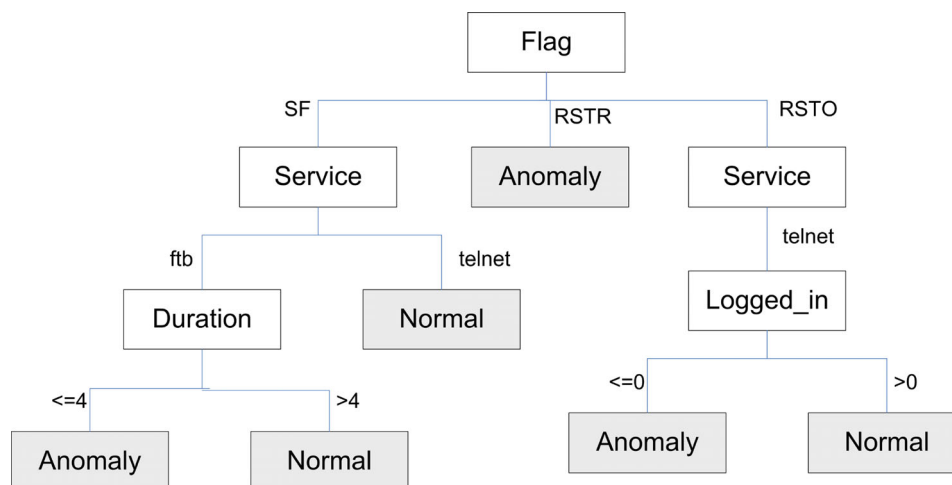 Flag
SF
RSTR
RSTO
Service
Anomaly
Service
ftb
telnet
telnet
Duration
Normal
Logged_in
<=4
>4
<=0
>0
Anomaly
Normal
Anomaly
Normal